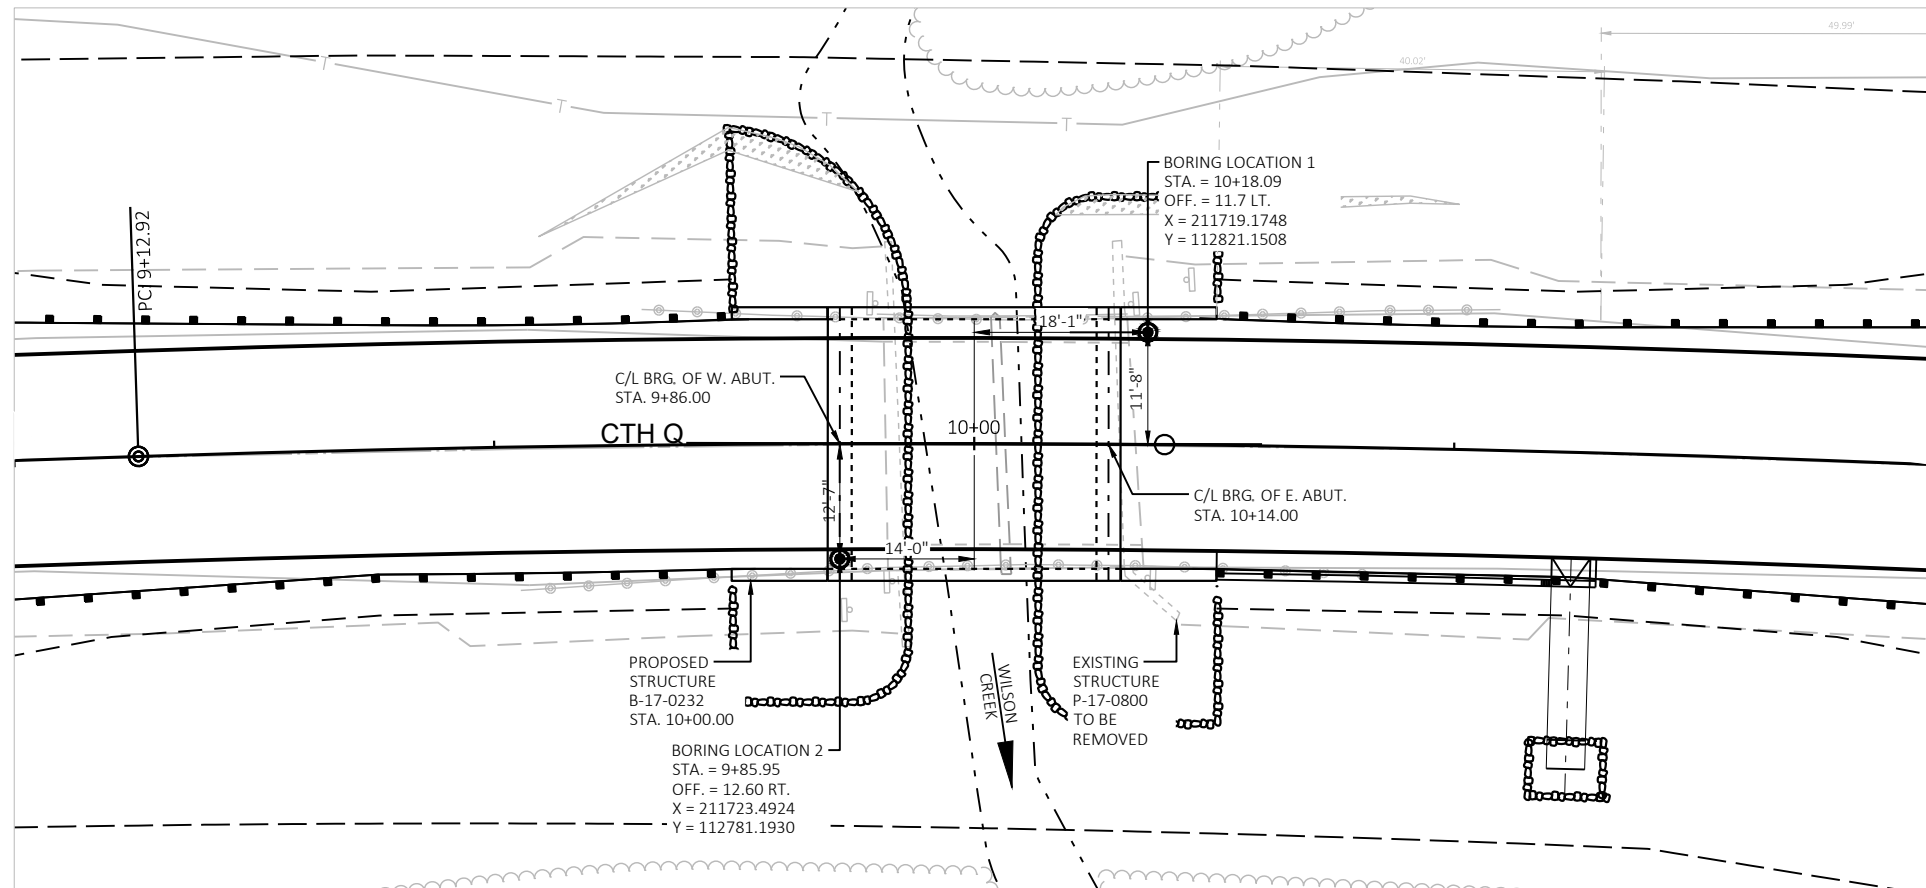 49.99'
40.02'
T
T
T
T
BORING LOCATION 1
STA. = 10+18.09
OFF. = 11.7 LT.
X = 211719.1748
Y = 112821.1508
PC: 9+12.92
18'-1"
C/L BRG. OF W. ABUT.
STA. 9+86.00
11'-8"
CTH Q
10+00
12'-7"
C/L BRG. OF E. ABUT.
STA. 10+14.00
14'-0"
PROPOSED
STRUCTURE
B-17-0232
STA. 10+00.00
WILSON
CREEK
EXISTING
STRUCTURE
P-17-0800
TO BE
REMOVED
BORING LOCATION 2
STA. = 9+85.95
OFF. = 12.60 RT.
X = 211723.4924
Y = 112781.1930